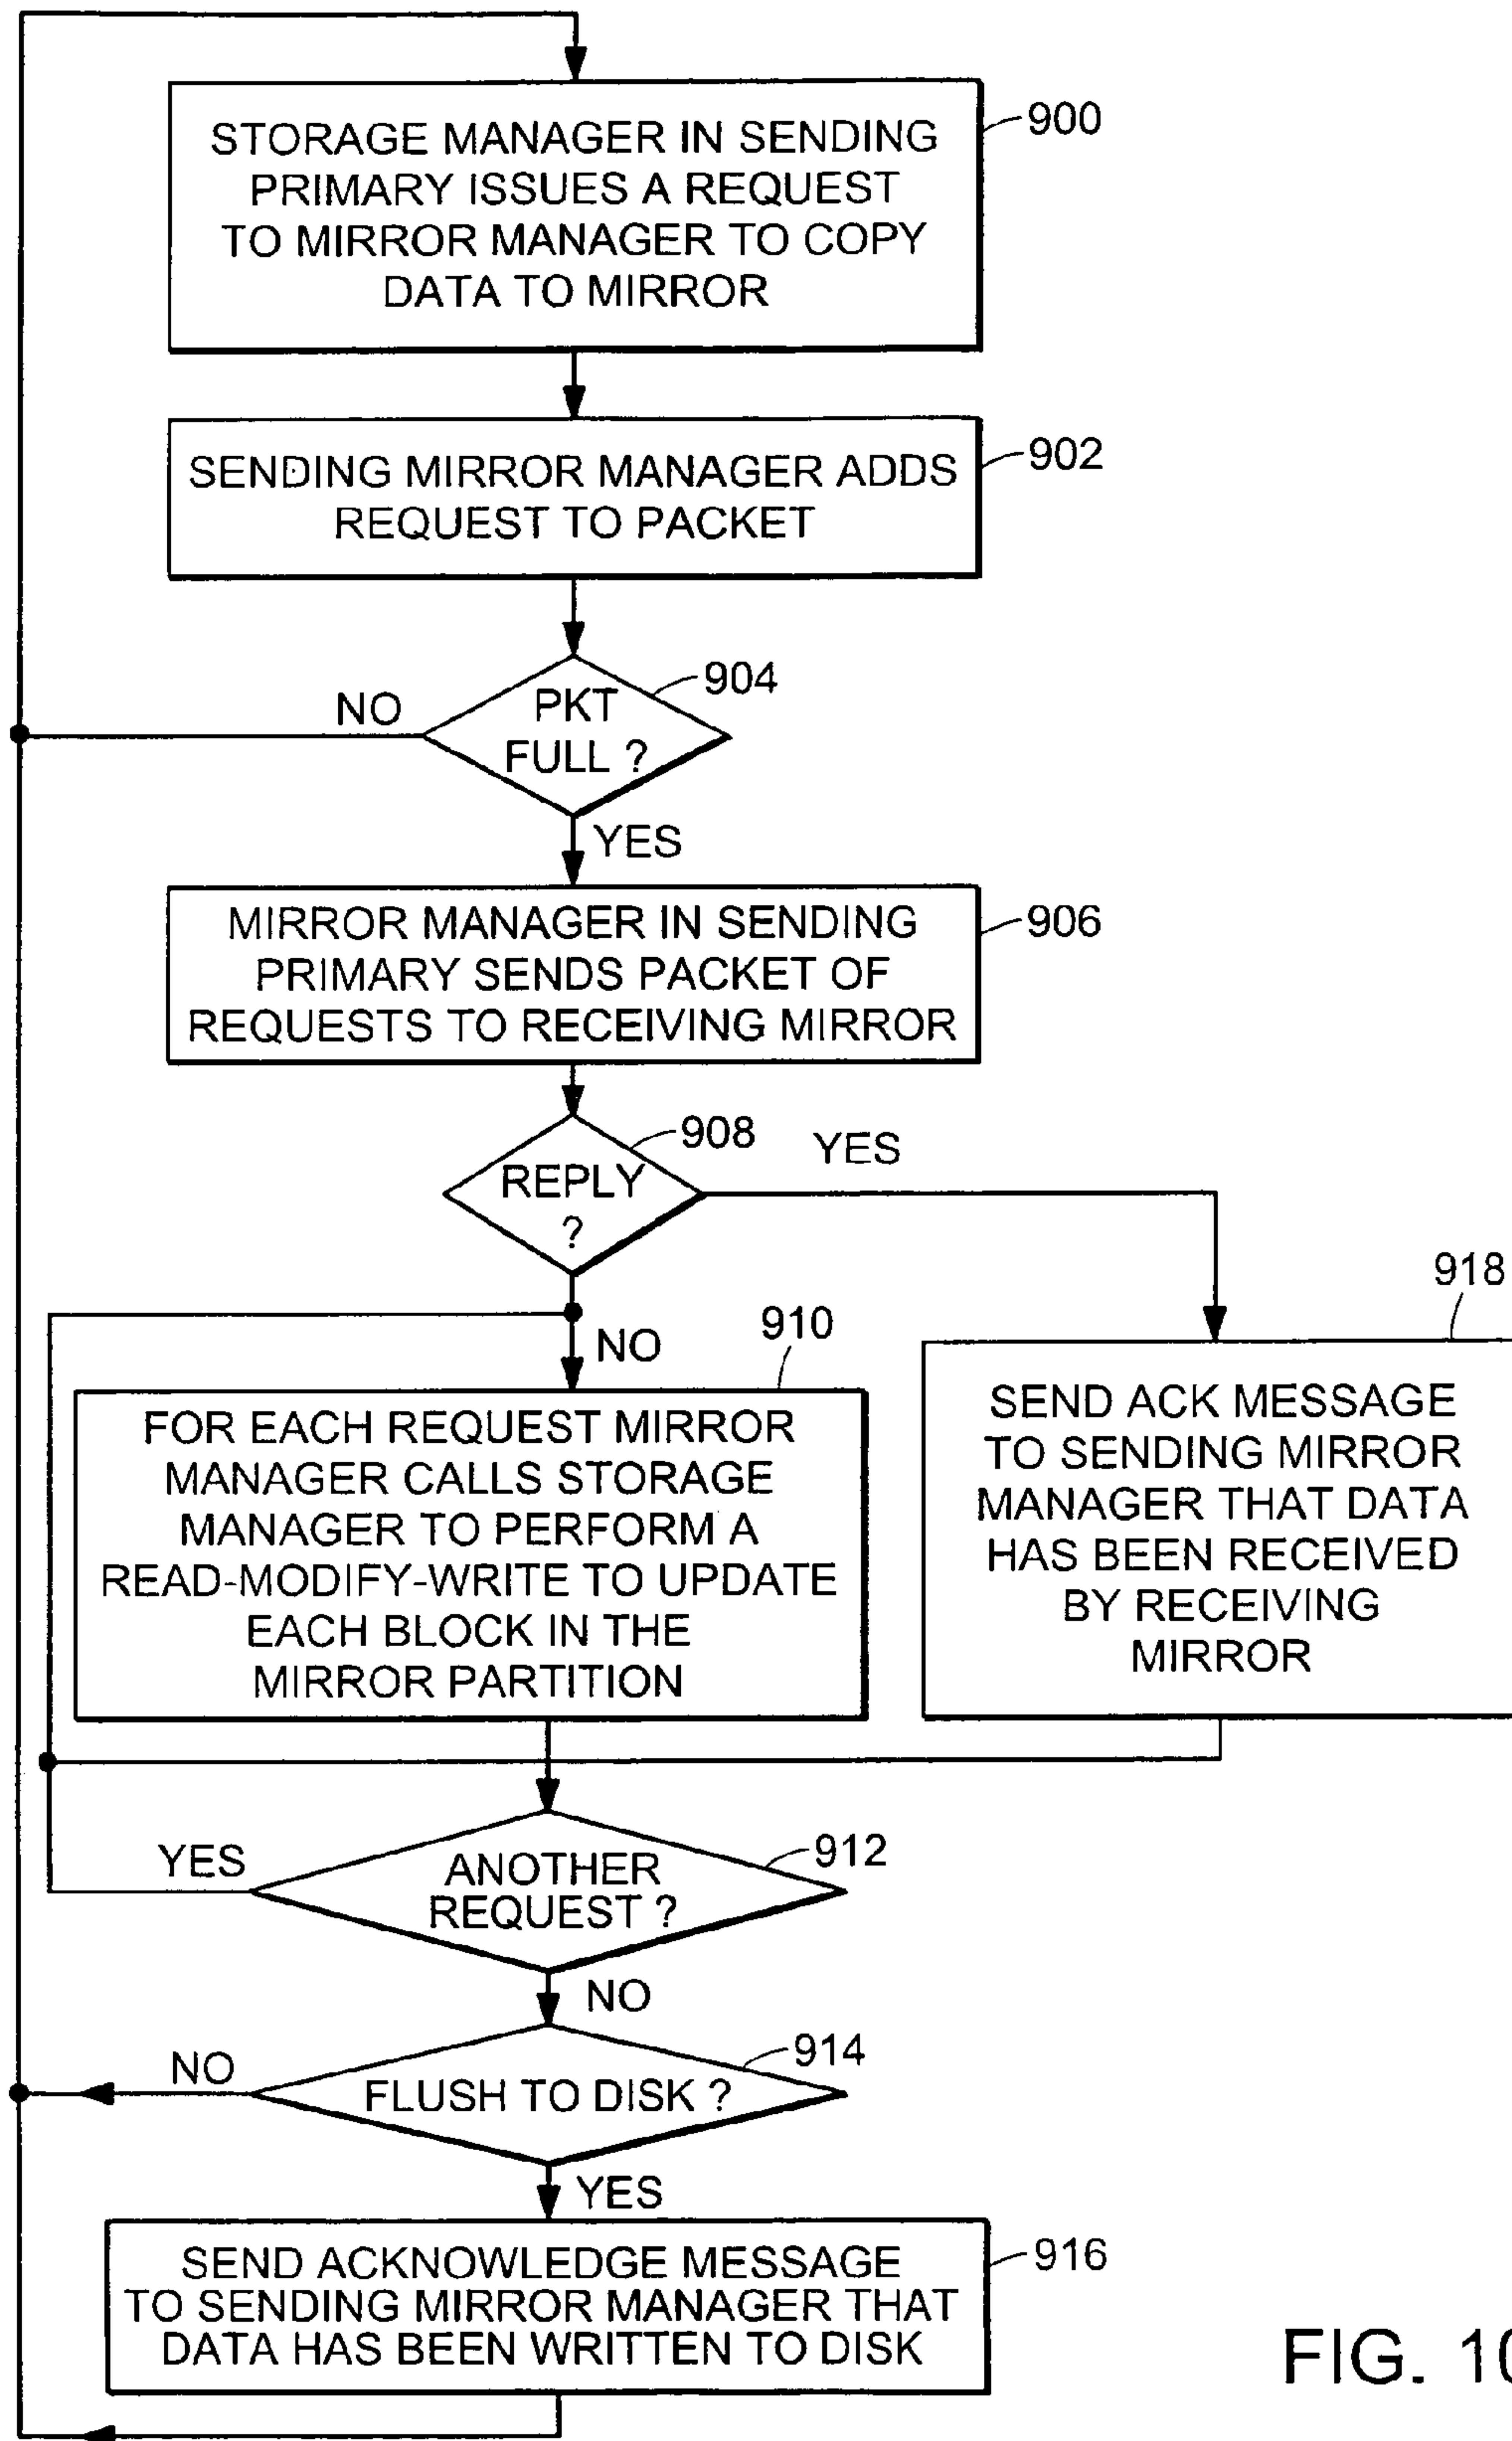 STORAGE MANAGER IN SENDING
PRIMARY ISSUES A REQUEST
TO MIRROR MANAGER TO COPY
DATA TO MIRROR
900
SENDING MIRROR MANAGER ADDS
REQUEST TO PACKET
902
PKT
FULL ?
904
NO
YES
MIRROR MANAGER IN SENDING
PRIMARY SENDS PACKET OF
REQUESTS TO RECEIVING MIRROR
906
REPLY
?
908
YES
NO
910
FOR EACH REQUEST MIRROR
MANAGER CALLS STORAGE
MANAGER TO PERFORM A
READ-MODIFY-WRITE TO UPDATE
EACH BLOCK IN THE
MIRROR PARTITION
918
SEND ACK MESSAGE
TO SENDING MIRROR
MANAGER THAT DATA
HAS BEEN RECEIVED
BY RECEIVING
MIRROR
YES
ANOTHER
REQUEST ?
912
NO
NO
FLUSH TO DISK ?
914
YES
SEND ACKNOWLEDGE MESSAGE
TO SENDING MIRROR MANAGER THAT
DATA HAS BEEN WRITTEN TO DISK
916
FIG. 10